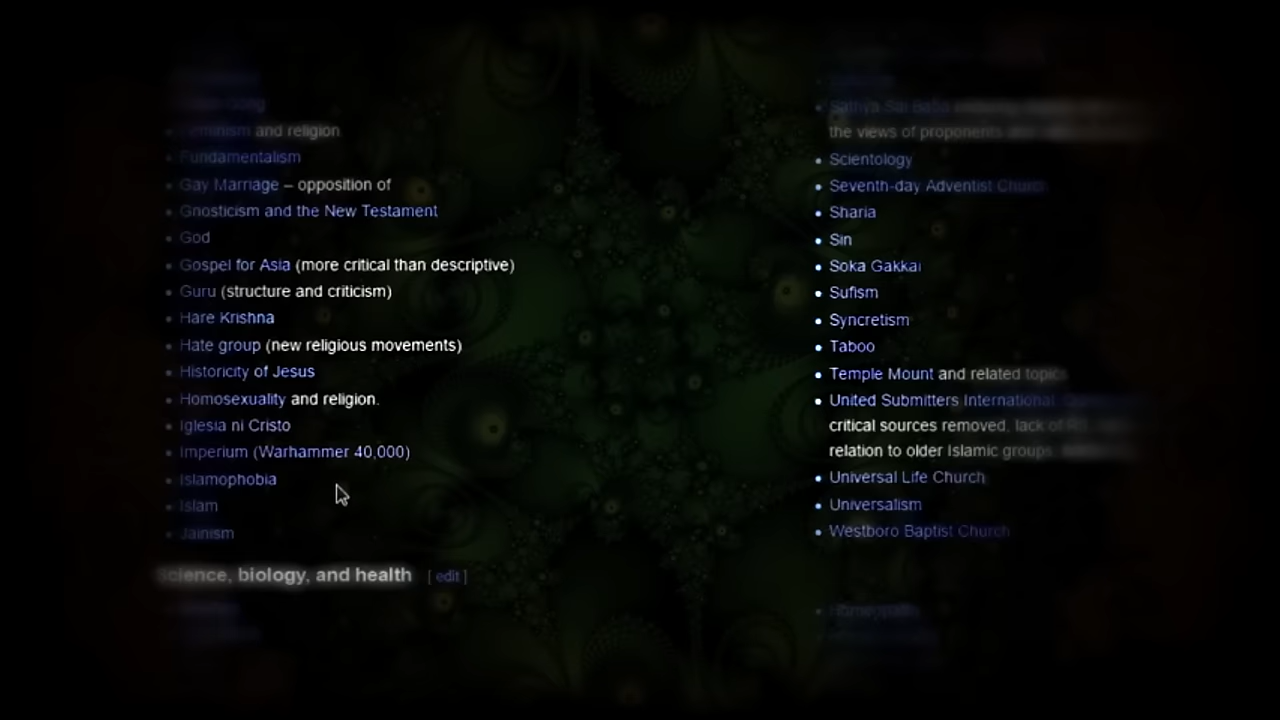 Feminism and religion.
Fundamentalism
Gay Marriage – opposition of
Gnosticism and the New Testament
God
Gospel for Asia (more critical than descriptive)
Guru (structure and criticism)
Hare Krishna
Hate group (new religious movements)
Historicity of Jesus
Homosexuality and religion.
Iglesia ni Cristo
Imperium (Warhammer 40,000)
Islamophobia
Islam
Jainism
Science, biology, and health [ edit ]
Sathya Sai Baba
the views of proponents
Scientology
Seventh-day Adventist Church
Sharia
Sin
Soka Gakkai
Sufism
Syncretism
Taboo
Temple Mount and related topics
United Submitters International.
critical sources removed, lack of
relation to older Islamic groups.
Universal Life Church
Universalism
Westboro Baptist Church
Homeopathy